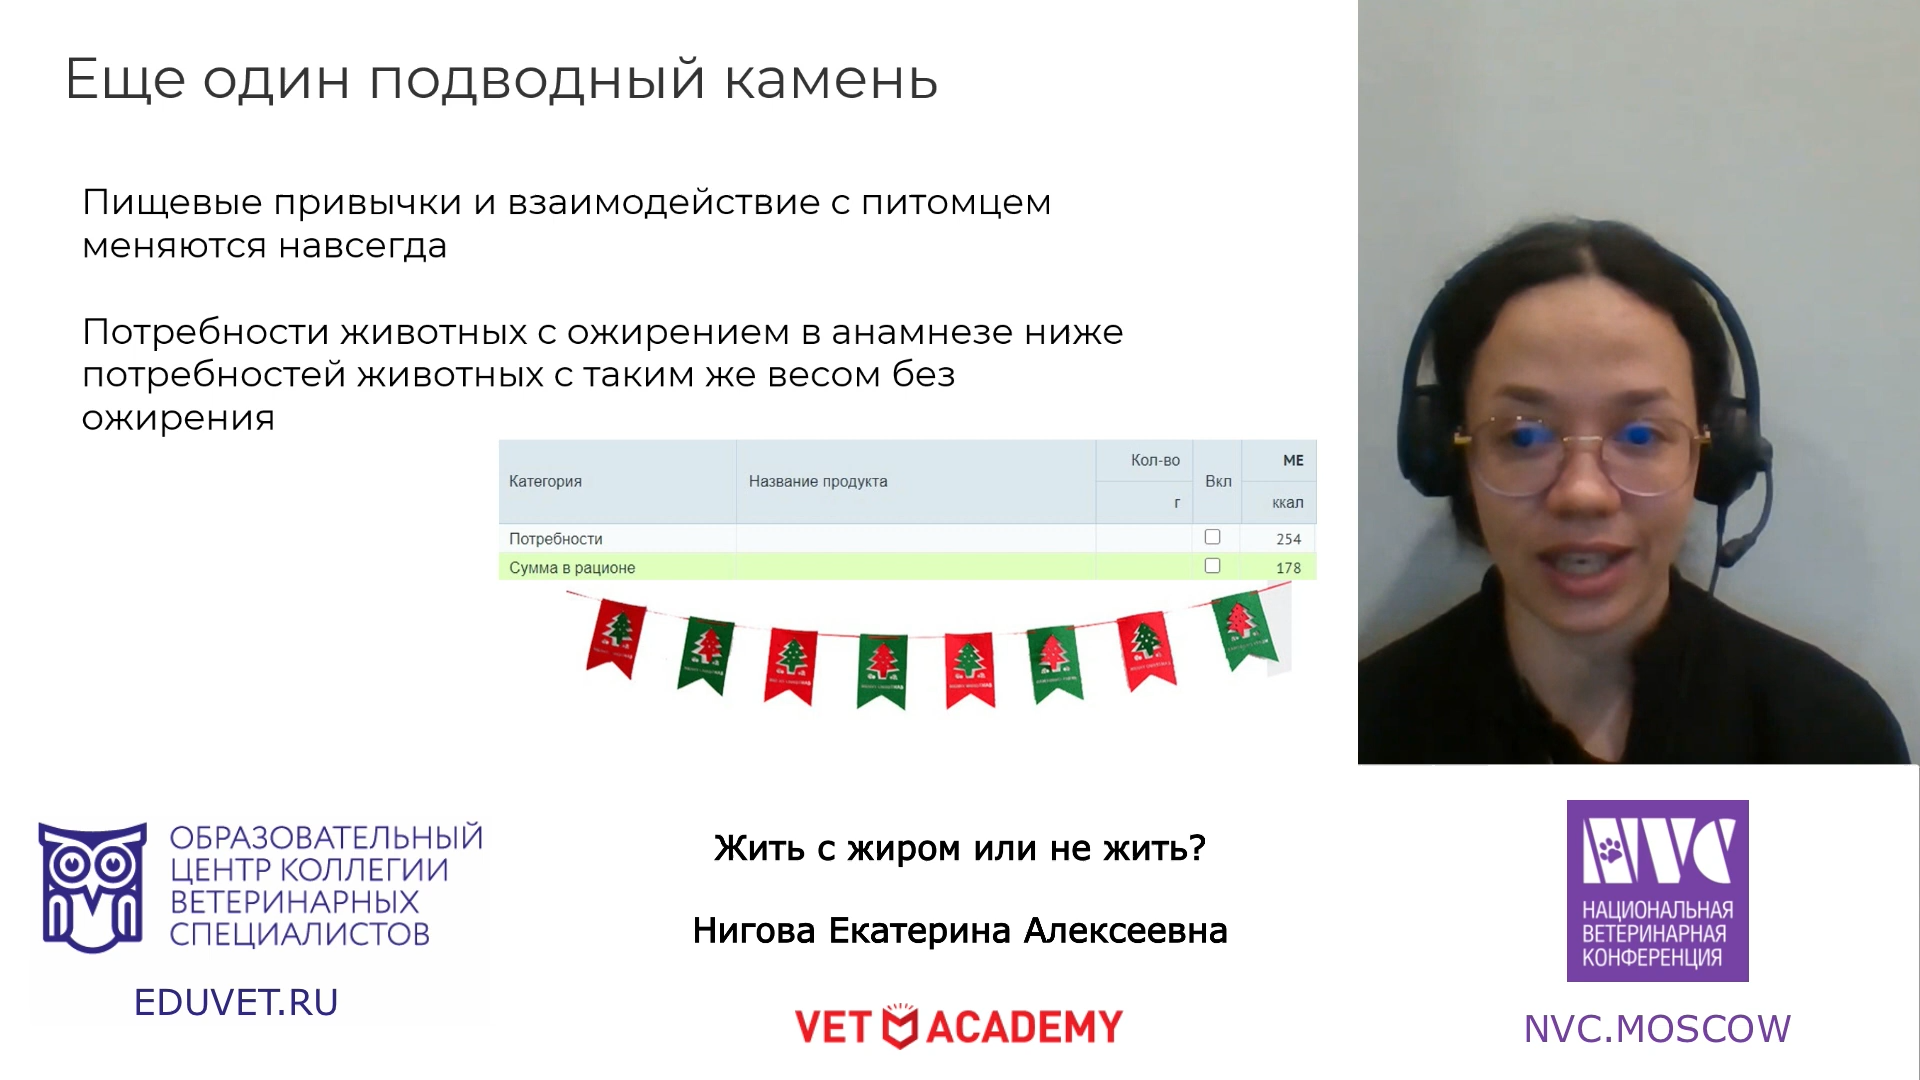 Еще один подводный камень
Пищевые привычки и взаимодействие с питомцем
меняются навсегда
Потребности животных с ожирением в анамнезе ниже
потребностей животных с таким же весом без
ожирения
Категория
Название продукта
Кол-во
г
Вкл
МЕ
ккал
Потребности
254
Сумма в рационе
178
ОБРАЗОВАТЕЛЬНЫЙ
ЦЕНТР КОЛЛЕГИИ
ВЕТЕРИНАРНЫХ
СПЕЦИАЛИСТОВ
EDUVET.RU
Жить с жиром или не жить?
Нигова Екатерина Алексеевна
VET ACADEMY
NVC
НАЦИОНАЛЬНАЯ
ВЕТЕРИНАРНАЯ
КОНФЕРЕНЦИЯ
NVC.MOSCOW